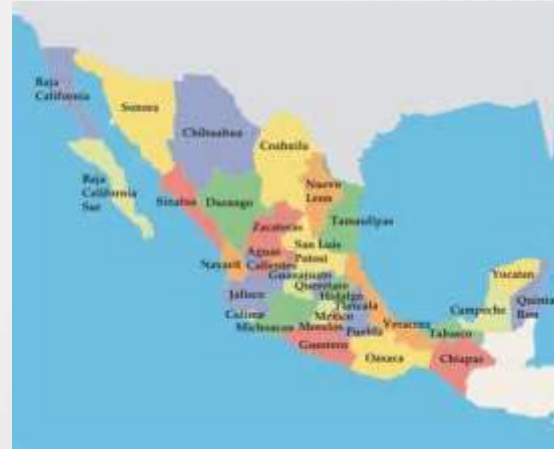 Baja
California
Sonora
Chihuahua
Coahuila
Baja
California
Sur
Sinaloa
Durango
Nuevo
Leon
Tamaulipas
Zacatecas
San Luis
Potosi
Nayarit
Aguas
Calientes
Guanajuato
Queretaro
Hidalgo
Jalisco
Colima
Michoacan
Mexico
Morelos
Puebla
Veracruz
Guerrero
Oaxaca
Tabasco
Chiapas
Campeche
Yucatan